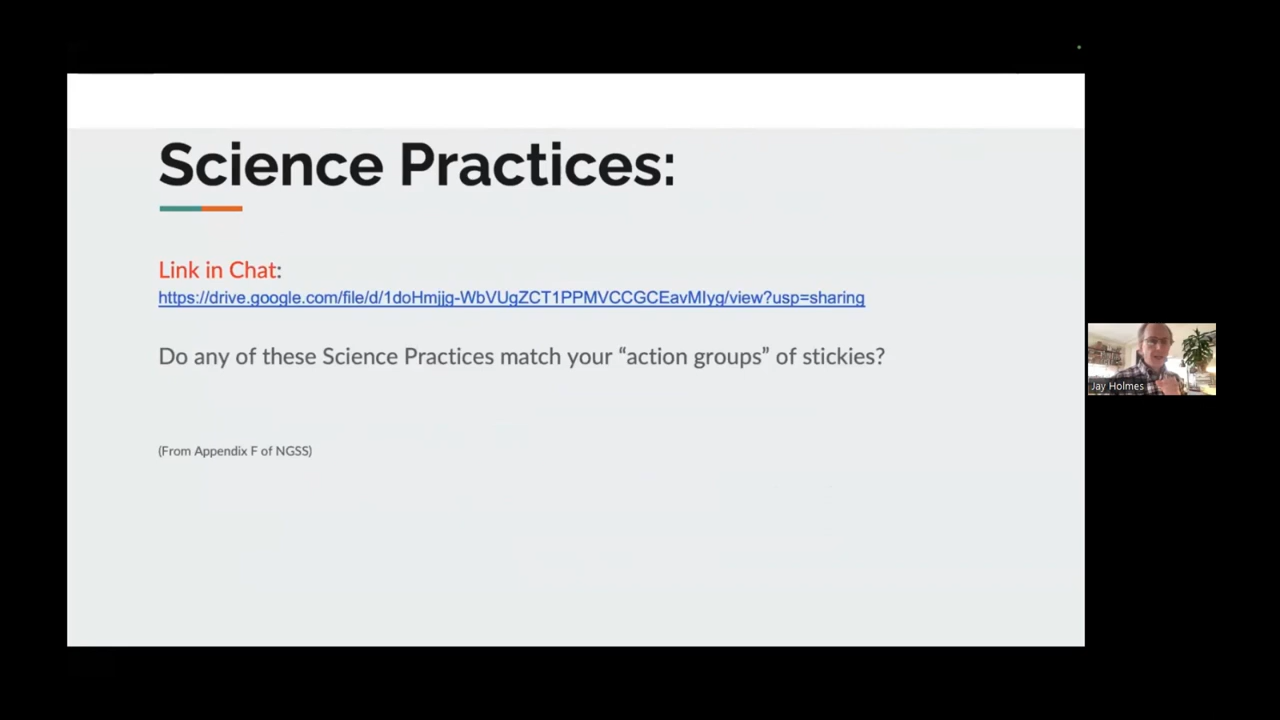 Science Practices:
Link in Chat:
https://drive.google.com/file/d/1doHmjjg-WbVUgZCT1PPMVCCGCEavMIyg/view?usp=sharing
Do any of these Science Practices match your “action groups” of stickies?
(From Appendix F of NGSS)
Jay Holmes